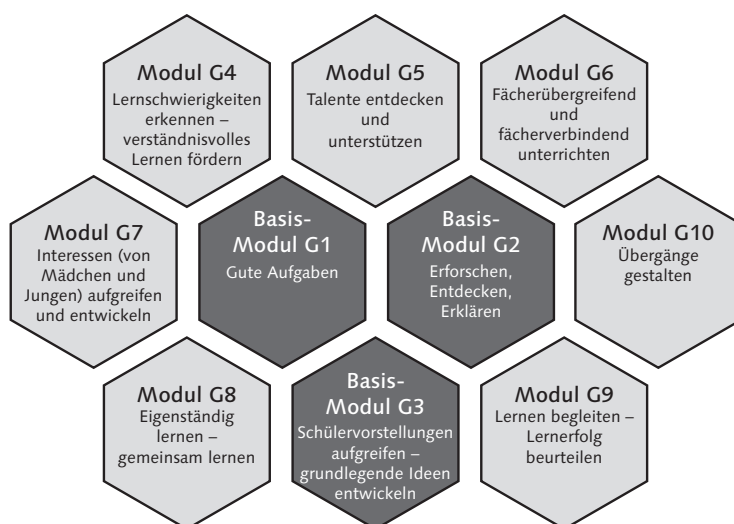 Modul G4
Lernschwierigkeiten
erkennen –
verständnisvolles
Lernen fördern
Modul G5
Talente entdecken
und
unterstützen
Modul G6
Fächerübergreifend
und
fächerverbindend
unterrichten
Modul G7
Interessen (von
Mädchen und
Jungen) aufgreifen
und entwickeln
Basis-
Modul G1
Gute Aufgaben
Basis-
Modul G2
Erforschen,
Entdecken,
Erklären
Modul G10
Übergänge
gestalten
Modul G8
Eigenständig
lernen –
gemeinsam lernen
Basis-
Modul G3
Schülervorstellungen
aufgreifen –
grundlegende Ideen
entwickeln
Modul G9
Lernen begleiten –
Lernerfolg
beurteilen